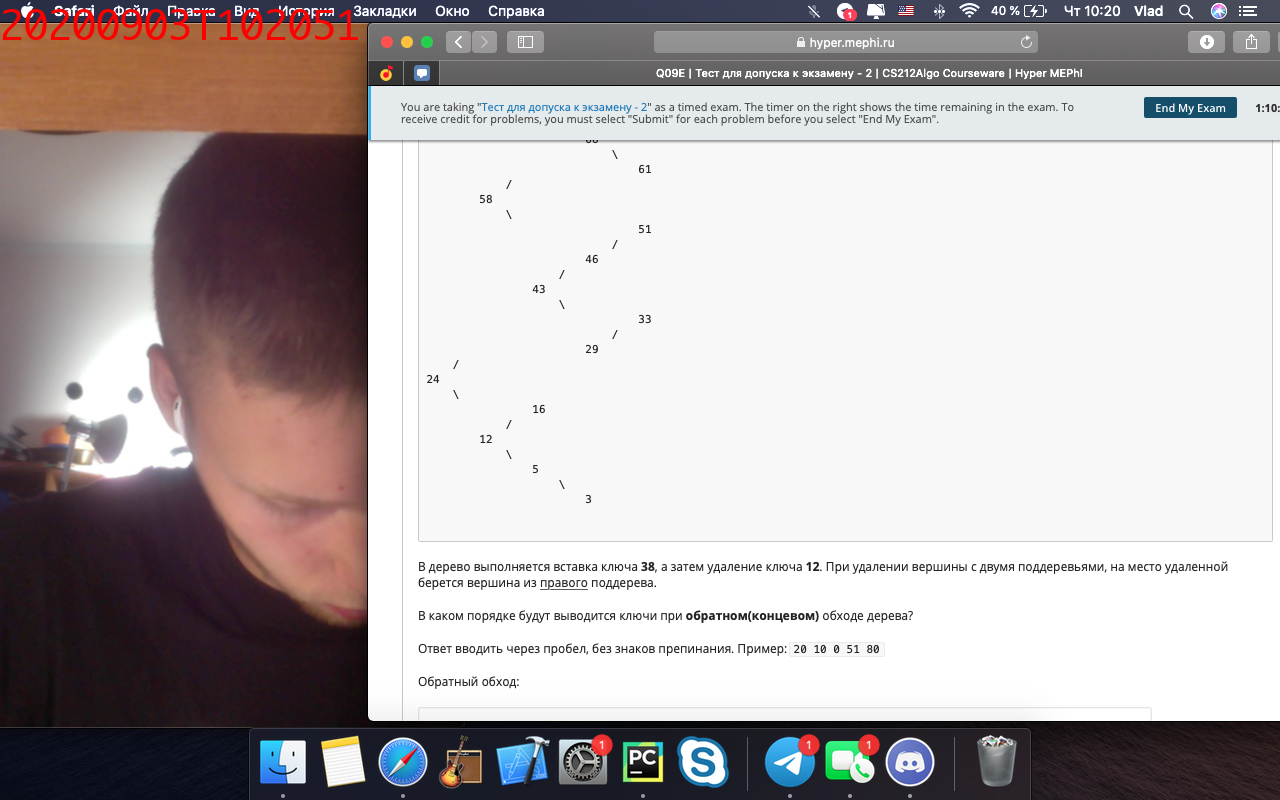 Safari Файл Правка Вид История Закладки Окно Справка 1 40 % Чт 10:20 Vlad
20200903T102051
hyper.mephi.ru
Q09E | Тест для допуска к экзамену - 2 | CS212Algo Courseware | Hyper MEPhI
You are taking "Тест для допуска к экзамену - 2" as a timed exam. The timer on the right shows the time remaining in the exam. To
receive credit for problems, you must select "Submit" for each problem before you select "End My Exam".
End My Exam
1:10:
\
61
/
58
\
51
/
46
/
43
\
33
/
29
/
24
\
16
/
12
\
5
\
3
В дерево выполняется вставка ключа 38, а затем удаление ключа 12. При удалении вершины с двумя поддеревьями, на место удаленной
берется вершина из правого поддерева.
В каком порядке будут выводится ключи при обратном(концевом) обходе дерева?
Ответ вводить через пробел, без знаков препинания. Пример: 20 10 0 51 80
Обратный обход:
1
PC
1
1